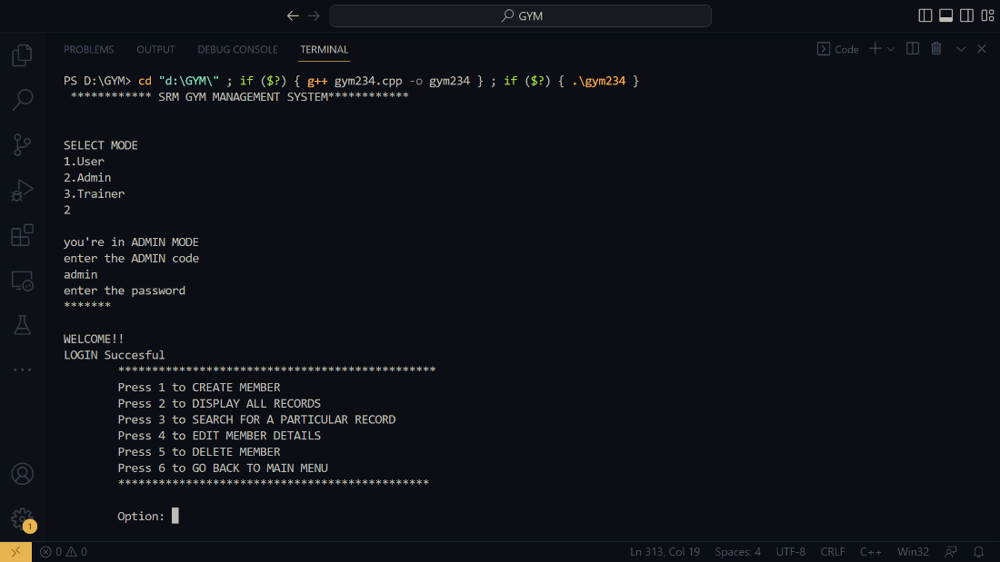 GYM
PROBLEMS OUTPUT DEBUG CONSOLE TERMINAL Code
PS D:\GYM> cd "d:\GYM\" ; if ($?) { g++ gym234.cpp -o gym234 } ; if ($?) { .\gym234 }
************ SRM GYM MANAGEMENT SYSTEM************
SELECT MODE
1.User
2.Admin
3.Trainer
2
you're in ADMIN MODE
enter the ADMIN code
admin
enter the password
*******
WELCOME!!
LOGIN Succesful
***********************************************
Press 1 to CREATE MEMBER
Press 2 to DISPLAY ALL RECORDS
Press 3 to SEARCH FOR A PARTICULAR RECORD
Press 4 to EDIT MEMBER DETAILS
Press 5 to DELETE MEMBER
Press 6 to GO BACK TO MAIN MENU
**********************************************
Option:
1
0 0 Ln 313, Col 19 Spaces: 4 UTF-8 CRLF C++ Win32